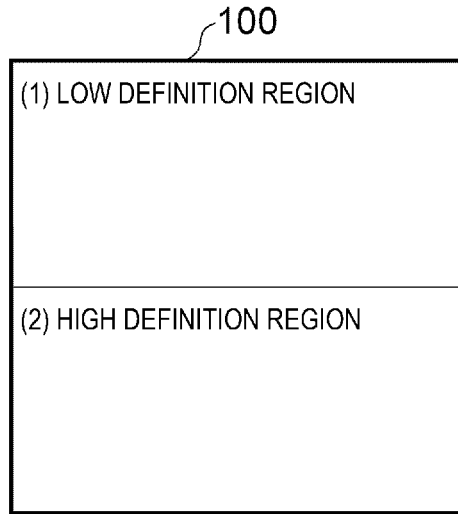 100
(1) LOW DEFINITION REGION
(2) HIGH DEFINITION REGION